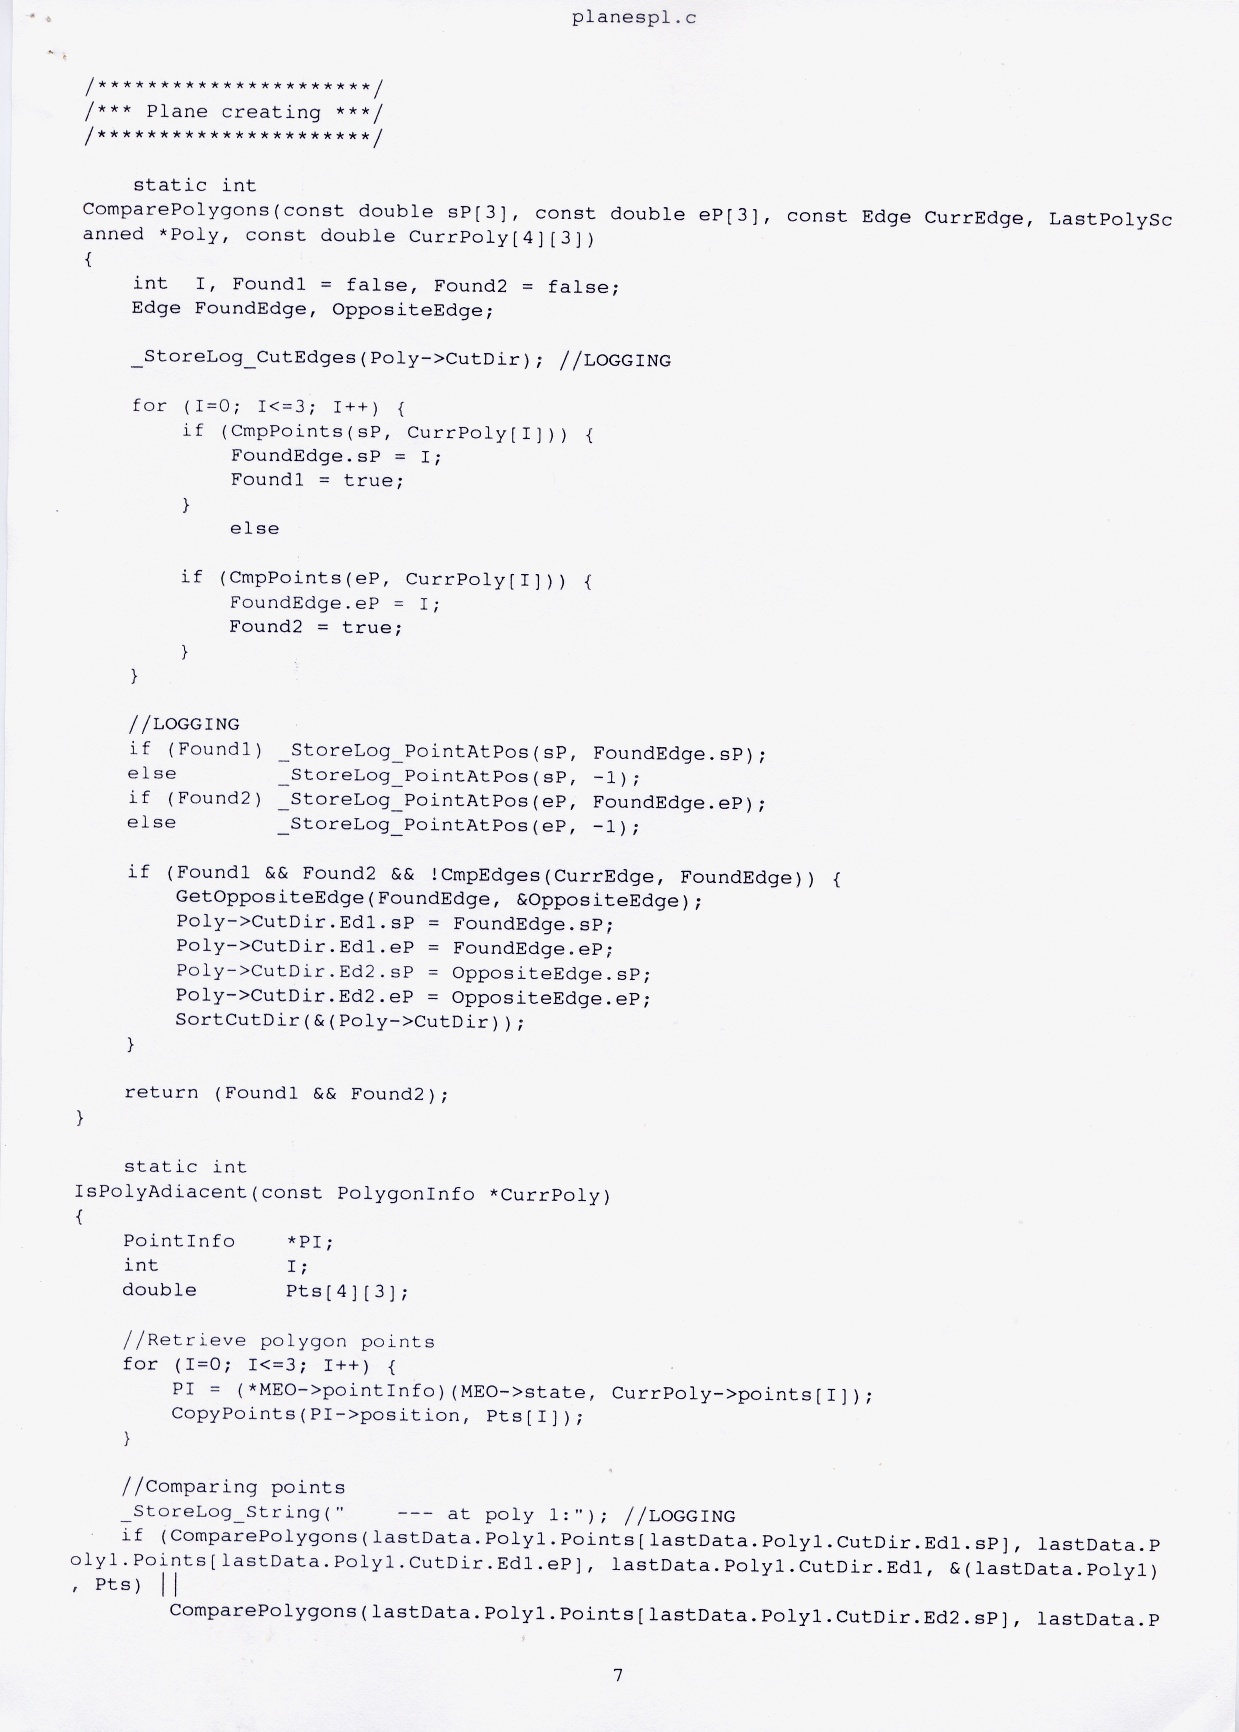 planespl.c
/**********************/
/*** Plane creating ***/
/**********************/
    static int
ComparePolygons(const double sP[3], const double eP[3], const Edge CurrEdge, LastPolySc
anned *Poly, const double CurrPoly[4][3])
{
    int  I, Found1 = false, Found2 = false;
    Edge FoundEdge, OppositeEdge;
    _StoreLog_CutEdges(Poly->CutDir); //LOGGING
    for (I=0; I<=3; I++) {
        if (CmpPoints(sP, CurrPoly[I])) {
            FoundEdge.sP = I;
            Found1 = true;
        }
            else
        if (CmpPoints(eP, CurrPoly[I])) {
            FoundEdge.eP = I;
            Found2 = true;
        }
    }
    //LOGGING
    if (Found1) _StoreLog_PointAtPos(sP, FoundEdge.sP);
    else        _StoreLog_PointAtPos(sP, -1);
    if (Found2) _StoreLog_PointAtPos(eP, FoundEdge.eP);
    else        _StoreLog_PointAtPos(eP, -1);
    if (Found1 && Found2 && !CmpEdges(CurrEdge, FoundEdge)) {
        GetOppositeEdge(FoundEdge, &OppositeEdge);
        Poly->CutDir.Ed1.sP = FoundEdge.sP;
        Poly->CutDir.Ed1.eP = FoundEdge.eP;
        Poly->CutDir.Ed2.sP = OppositeEdge.sP;
        Poly->CutDir.Ed2.eP = OppositeEdge.eP;
        SortCutDir(&(Poly->CutDir));
    }
    return (Found1 && Found2);
}
    static int
IsPolyAdiacent(const PolygonInfo *CurrPoly)
{
    PointInfo    *PI;
    int          I;
    double       Pts[4][3];
    //Retrieve polygon points
    for (I=0; I<=3; I++) {
        PI = (*MEO->pointInfo)(MEO->state, CurrPoly->points[I]);
        CopyPoints(PI->position, Pts[I]);
    }
    //Comparing points
    _StoreLog_String("    --- at poly 1:"); //LOGGING
    if (ComparePolygons(lastData.Poly1.Points[lastData.Poly1.CutDir.Ed1.sP], lastData.P
oly1.Points[lastData.Poly1.CutDir.Ed1.eP], lastData.Poly1.CutDir.Ed1, &(lastData.Poly1)
, Pts) ||
        ComparePolygons(lastData.Poly1.Points[lastData.Poly1.CutDir.Ed2.sP], lastData.P
7